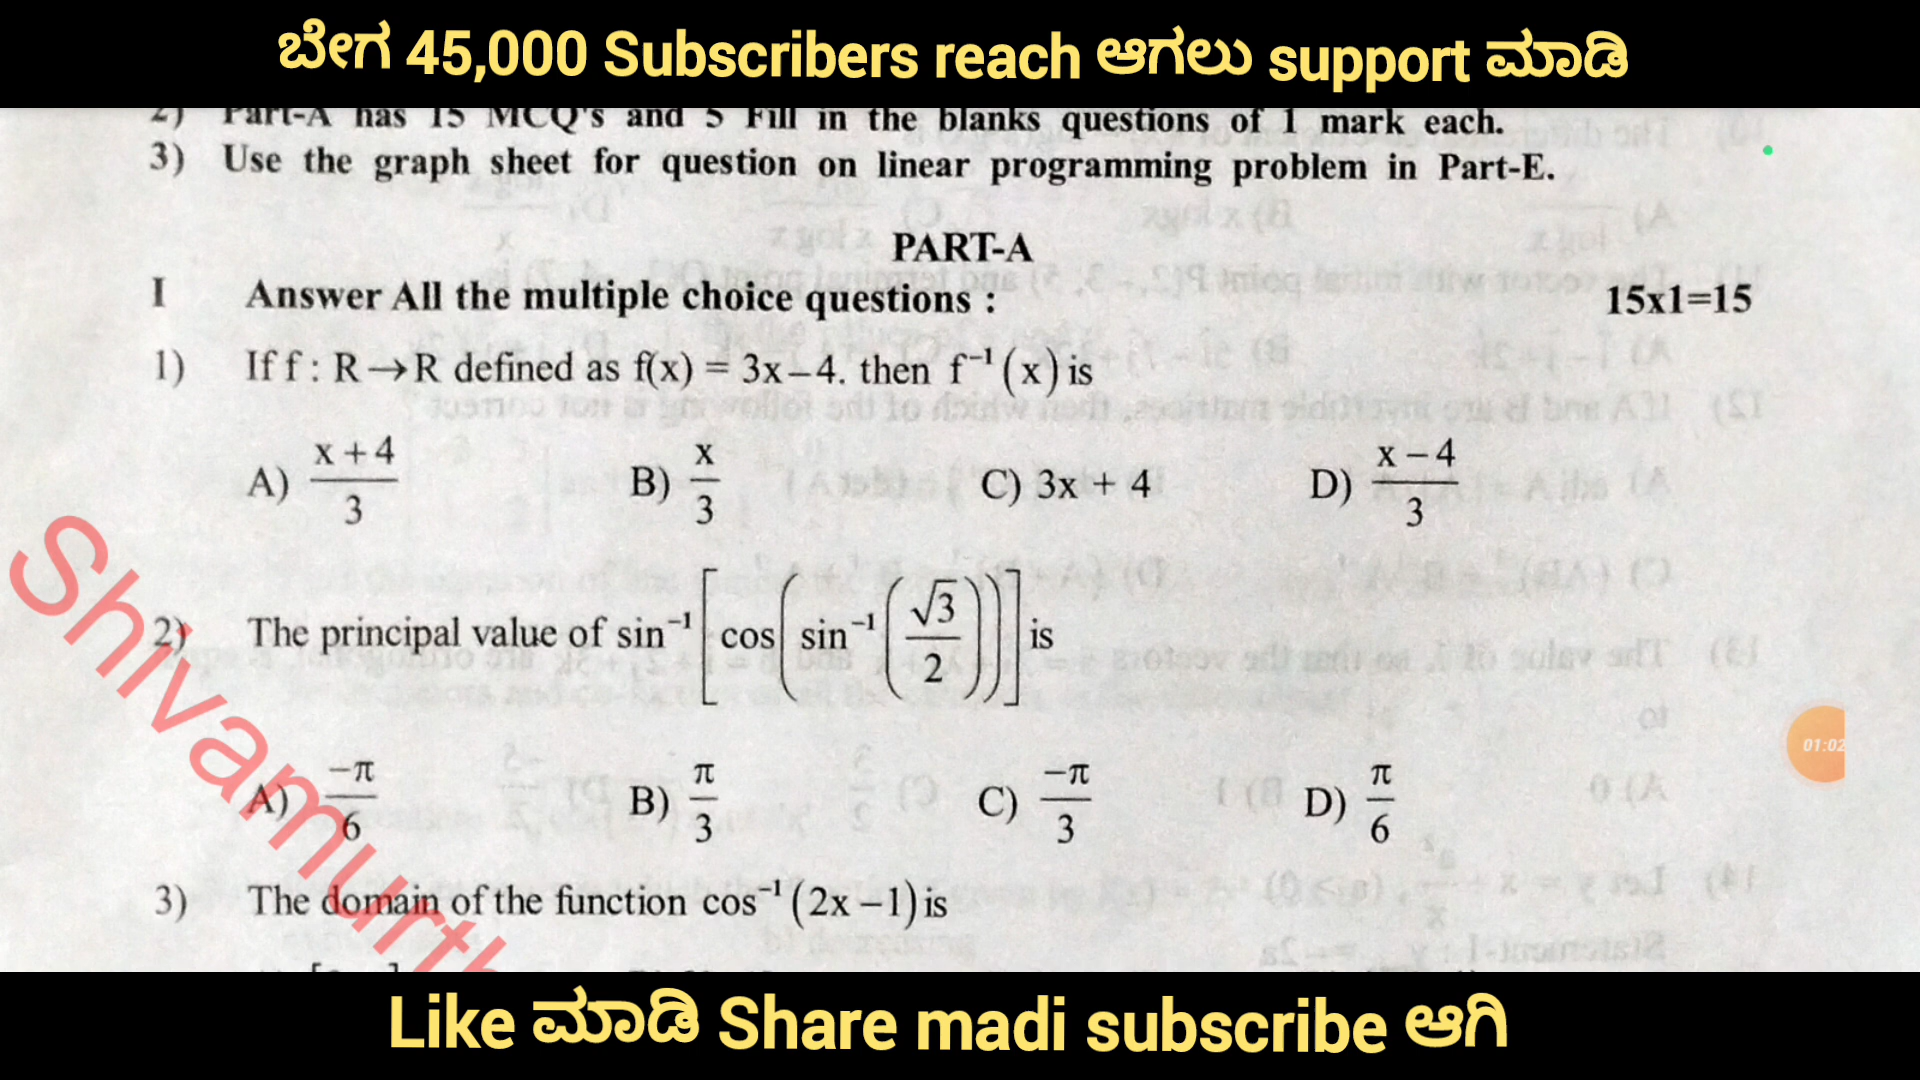 ಬೇಗ 45,000 Subscribers reach ಆಗಲು support ಮಾಡಿ
2) Part-A has 15 MCQ's and 5 Fill in the blanks questions of 1 mark each.
3) Use the graph sheet for question on linear programming problem in Part-E.
PART-A
I Answer All the multiple choice questions : 15x1=15
1) If f : R→R defined as f(x) = 3x–4. then f⁻¹(x) is
A) (x + 4)/3 B) x/3 C) 3x + 4 D) (x – 4)/3
2) The principal value of sin⁻¹[cos(sin⁻¹(√3/2))] is
A) –π/6 B) π/3 C) –π/3 D) π/6
3) The domain of the function cos⁻¹(2x – 1) is
Shivamurth
01:02
Like ಮಾಡಿ Share madi subscribe ಆಗಿ